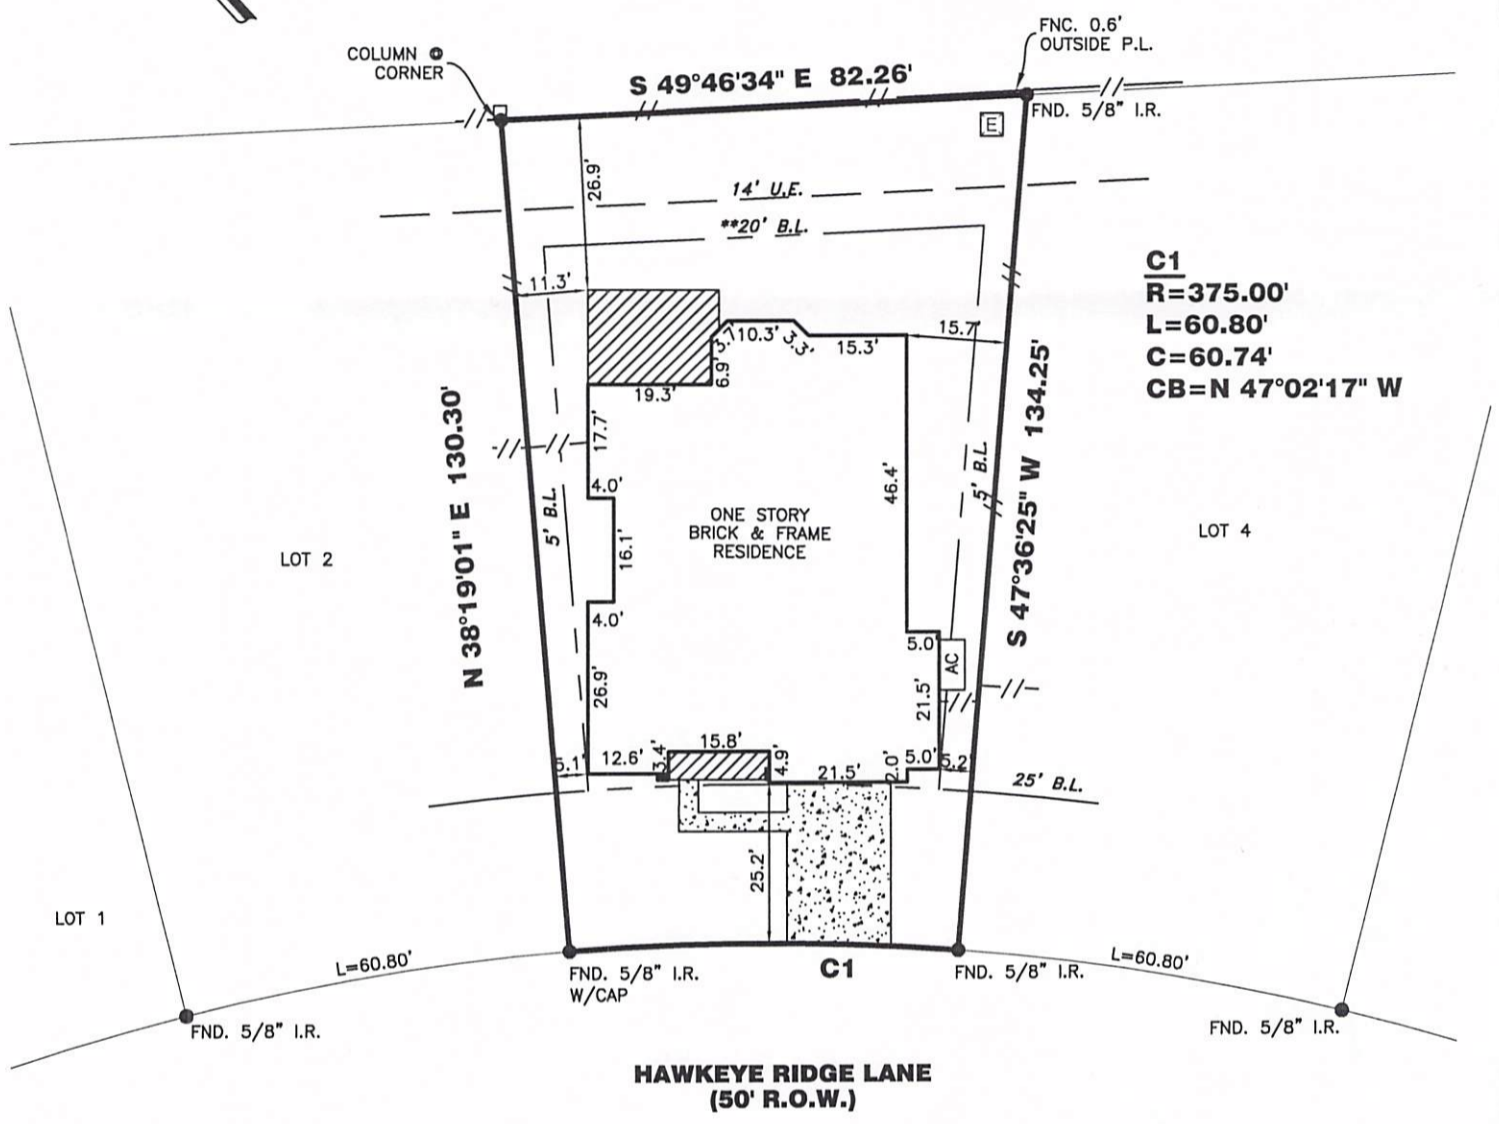 COLUMN @
CORNER
S 49°46'34" E 82.26'
FNC. 0.6'
OUTSIDE P.L.
FND. 5/8" I.R.
E
26.9'
14' U.E.
**20' B.L.
11.3'
C1
R=375.00'
L=60.80'
C=60.74'
CB=N 47°02'17" W
3.7'
10.3'
3.3'
15.3'
15.7'
6.9'
19.3'
N 38°19'01" E 130.30'
S 47°36'25" W 134.25'
17.7'
4.0'
5' B.L.
16.1'
46.4'
5' B.L.
ONE STORY
BRICK & FRAME
RESIDENCE
LOT 2
LOT 4
4.0'
26.9'
5.0'
AC
21.5'
5.1'
12.6'
3.4'
15.8'
4.9'
21.5'
2.0'
5.0'
5.2'
25' B.L.
25.2'
LOT 1
L=60.80'
FND. 5/8" I.R.
W/CAP
C1
FND. 5/8" I.R.
L=60.80'
FND. 5/8" I.R.
FND. 5/8" I.R.
HAWKEYE RIDGE LANE
(50' R.O.W.)